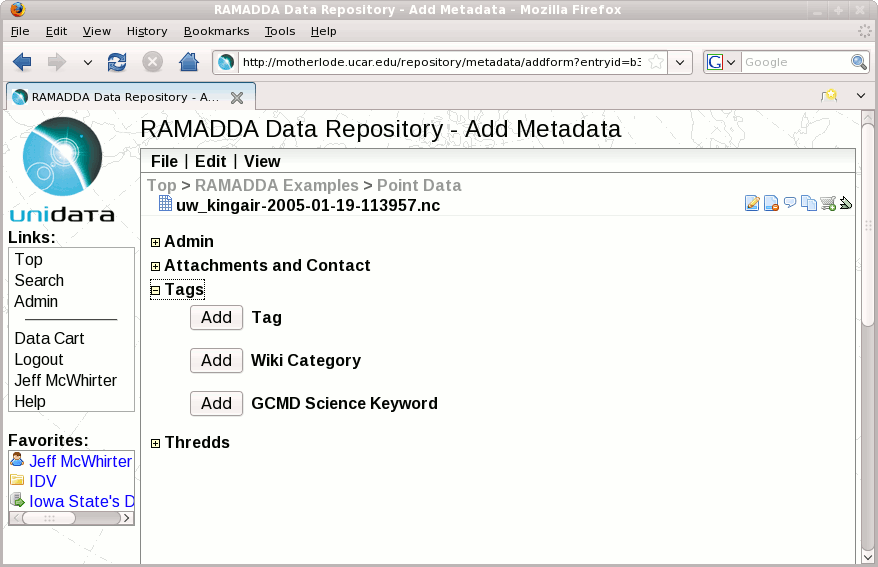 RAMADDA Data Repository - Add Metadata - Mozilla Firefox
File Edit View History Bookmarks Tools Help
http://motherlode.ucar.edu/repository/metadata/addform?entryid=b3
G Google
RAMADDA Data Repository - A...
unidata
Links:
Top
Search
Admin
Data Cart
Logout
Jeff McWhirter
Help
Favorites:
Jeff McWhirter
IDV
Iowa State's D
RAMADDA Data Repository - Add Metadata
File | Edit | View
Top > RAMADDA Examples > Point Data
uw_kingair-2005-01-19-113957.nc
Admin
Attachments and Contact
Tags
Add Tag
Add Wiki Category
Add GCMD Science Keyword
Thredds